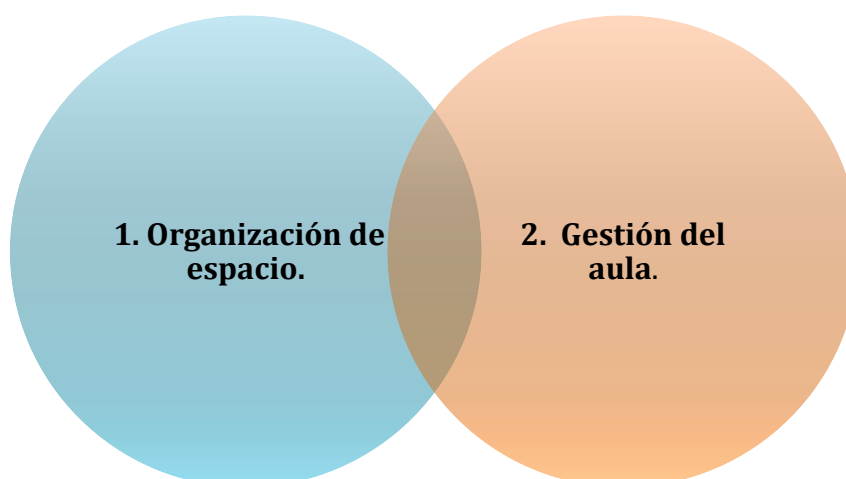 1. Organización de
espacio.
2. Gestión del
aula.